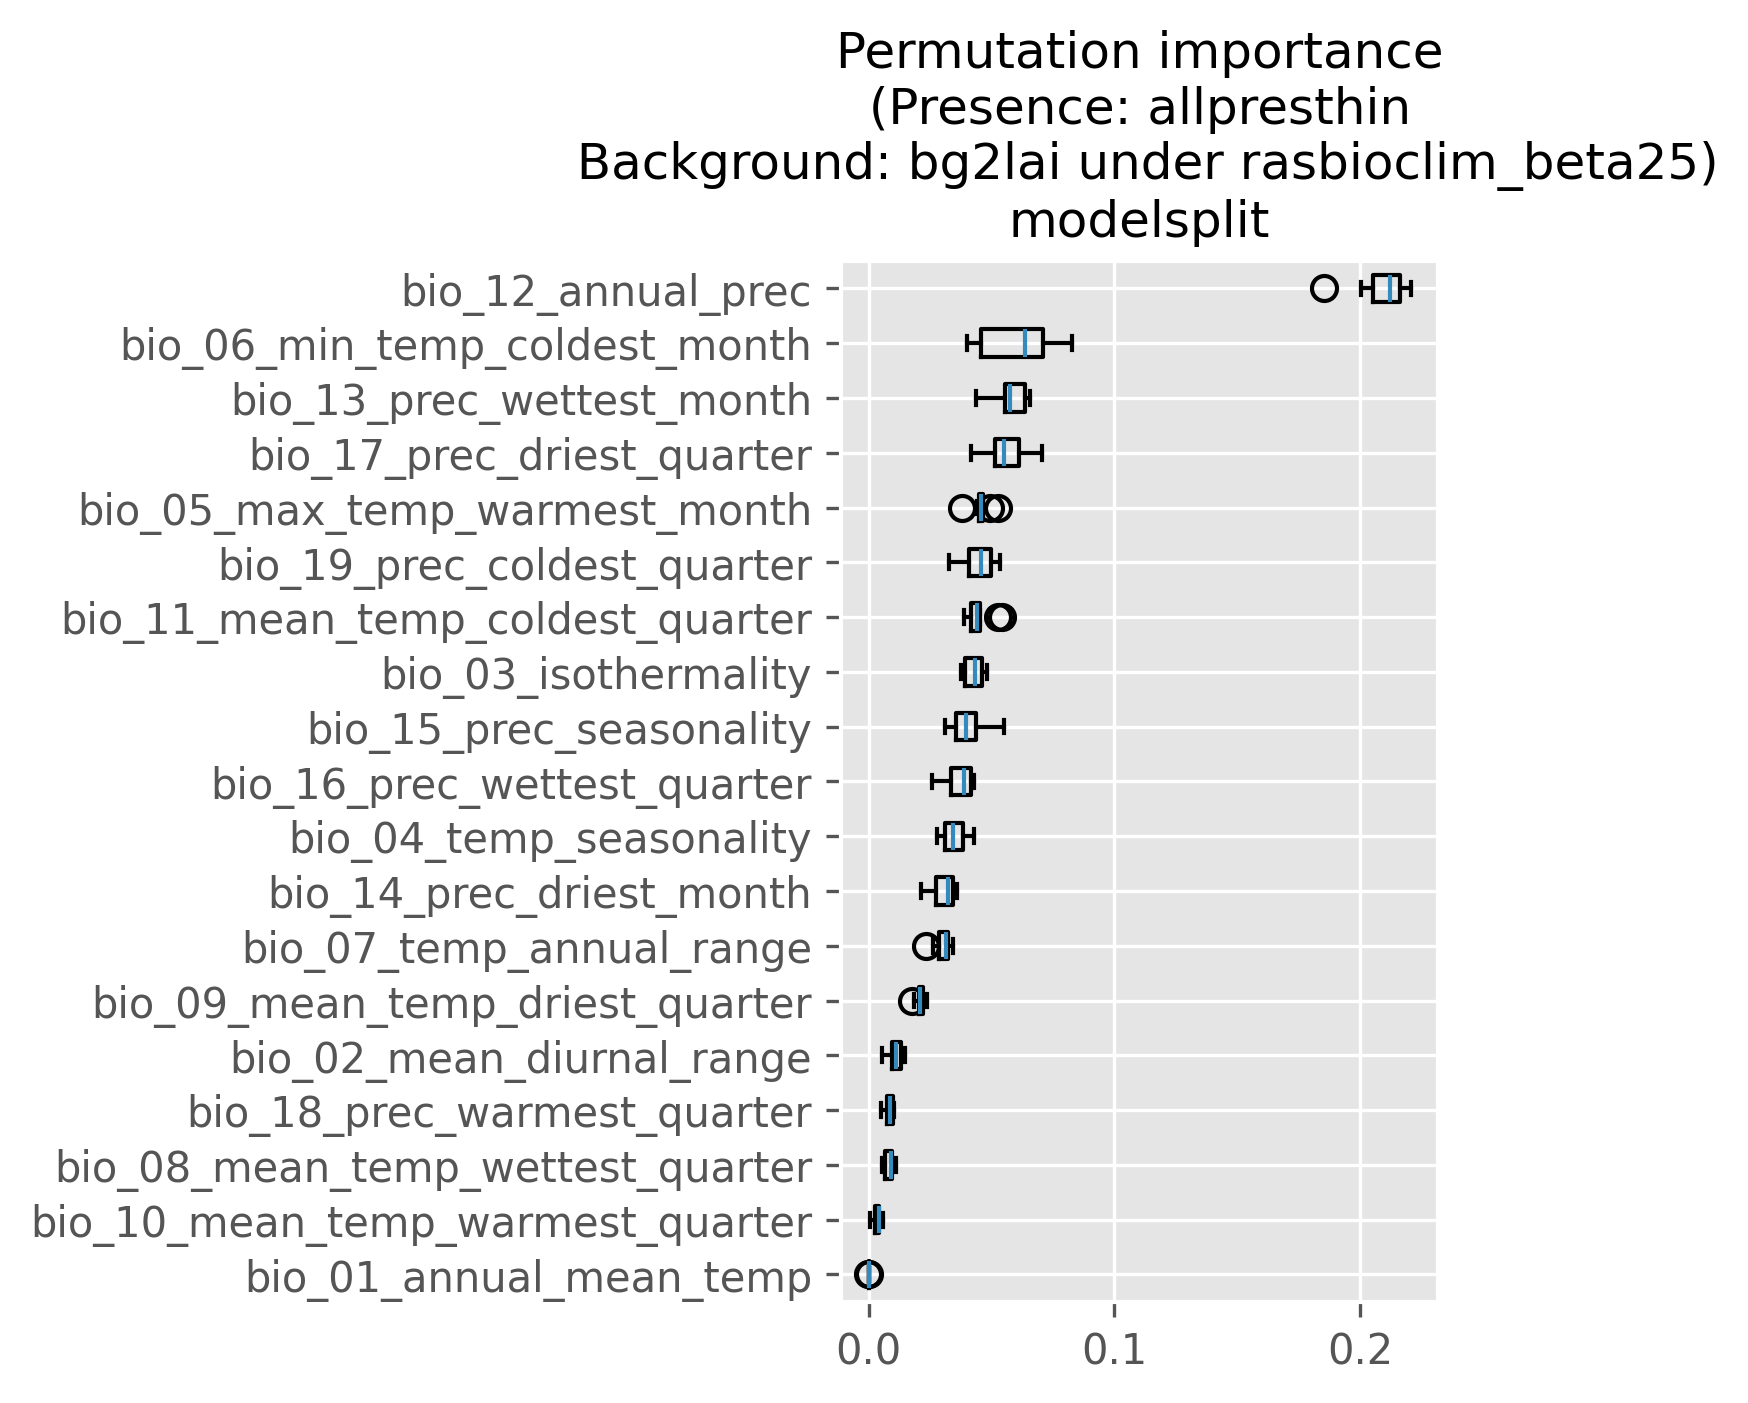 Permutation importance
(Presence: allpresthin
Background: bg2lai under rasbioclim_beta25)
modelsplit
bio_12_annual_prec
bio_06_min_temp_coldest_month
bio_13_prec_wettest_month
bio_17_prec_driest_quarter
bio_05_max_temp_warmest_month
bio_19_prec_coldest_quarter
bio_11_mean_temp_coldest_quarter
bio_03_isothermality
bio_15_prec_seasonality
bio_16_prec_wettest_quarter
bio_04_temp_seasonality
bio_14_prec_driest_month
bio_07_temp_annual_range
bio_09_mean_temp_driest_quarter
bio_02_mean_diurnal_range
bio_18_prec_warmest_quarter
bio_08_mean_temp_wettest_quarter
bio_10_mean_temp_warmest_quarter
bio_01_annual_mean_temp
0.0 0.1 0.2